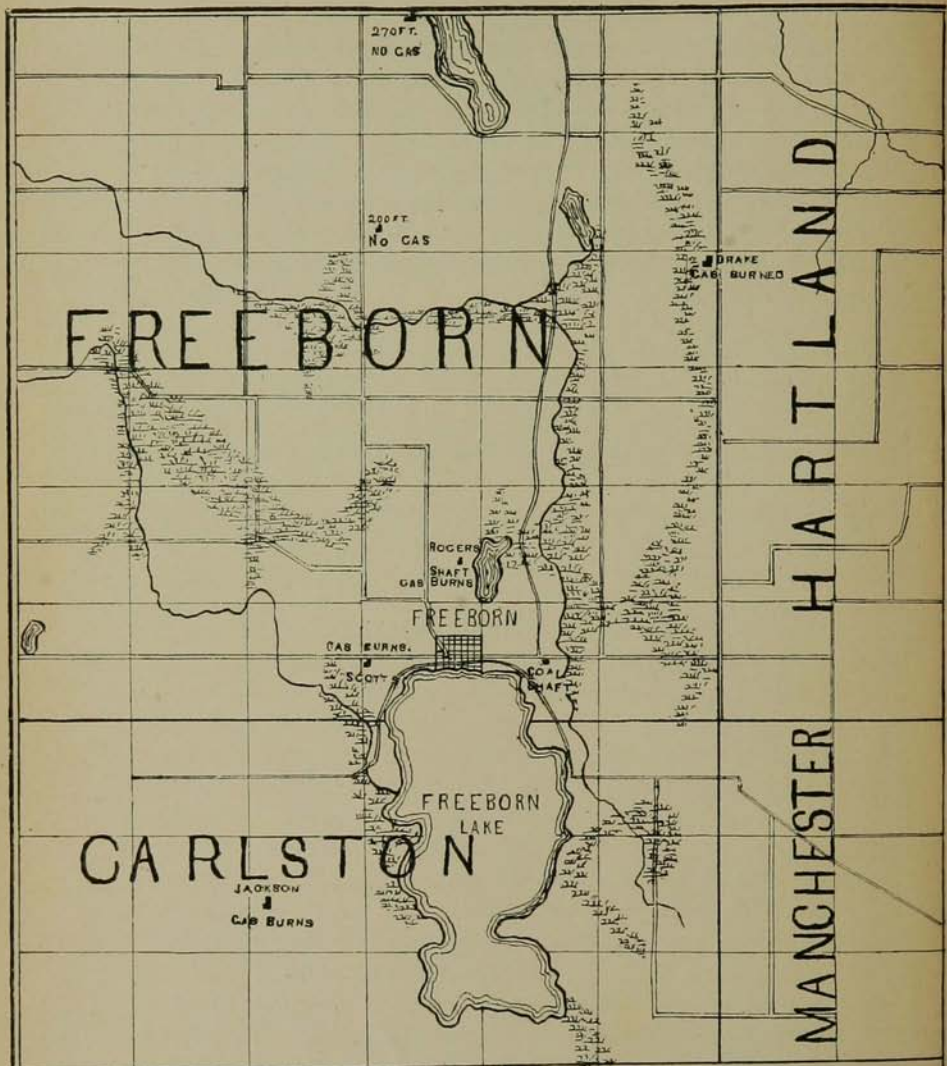 270 FT.
NO GAS
200 FT.
NO GAS
DRAKE
GAS BURNED
FREEBORN
HARTLAND
ROGERS
SHAFT
GAS BURNS
FREEBORN
GAS BURNS.
SCOTT
COAL
SHAFT
FREEBORN
LAKE
CARLSTON
JACKSON
GAS BURNS
MANCHESTER